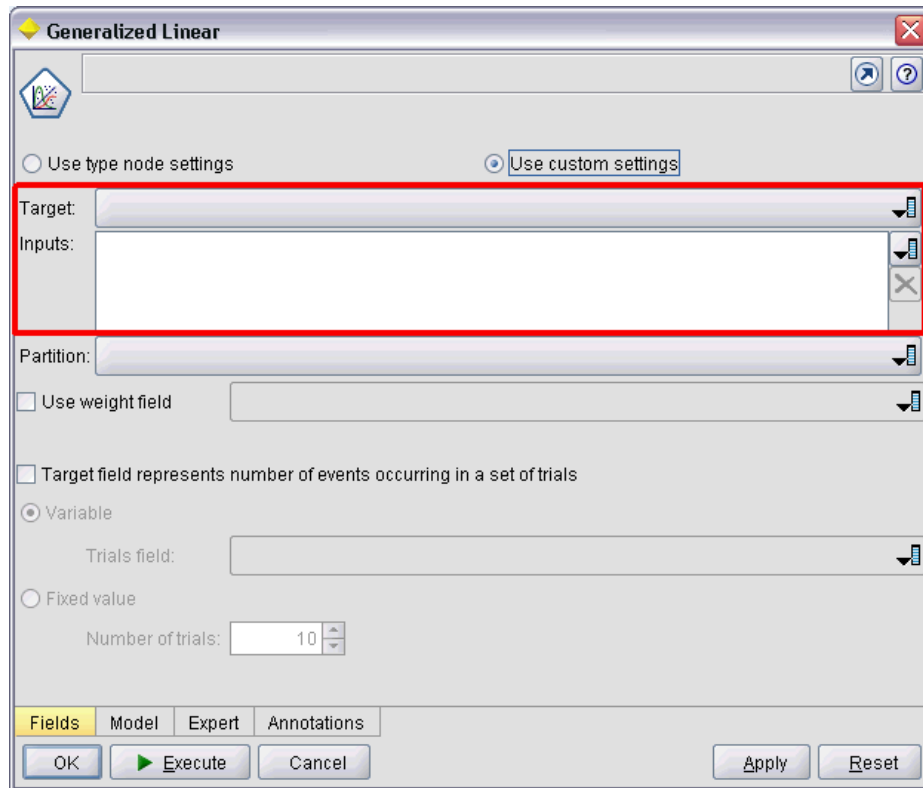 Generalized Linear
Use type node settings
Use custom settings
Target:
Inputs:
Partition:
Use weight field
Target field represents number of events occurring in a set of trials
Variable
Trials field:
Fixed value
Number of trials: 10
Fields Model Expert Annotations
OK Execute Cancel Apply Reset